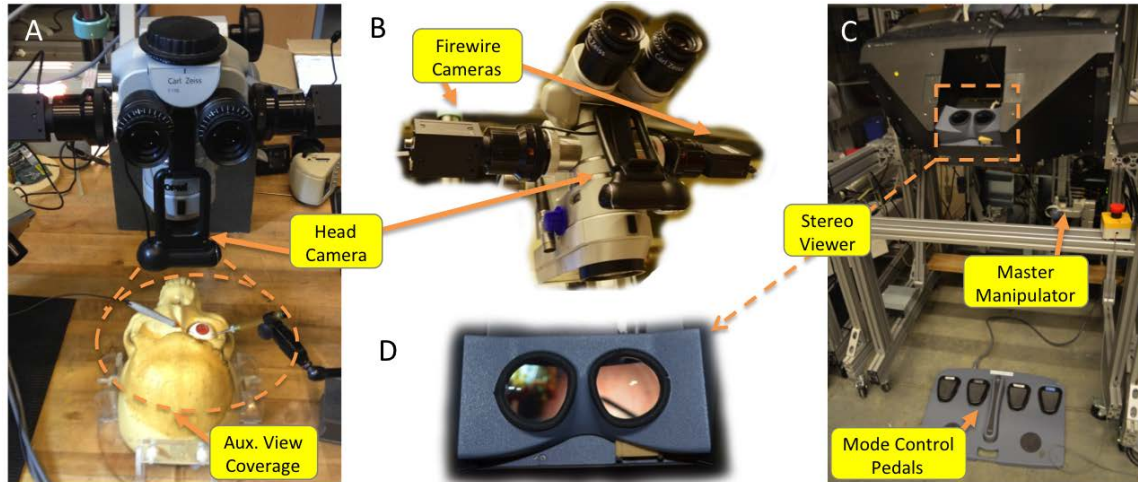 A
Carl Zeiss
Head
Camera
Aux. View
Coverage
B
Firewire
Cameras
C
Stereo
Viewer
Master
Manipulator
D
Mode Control
Pedals